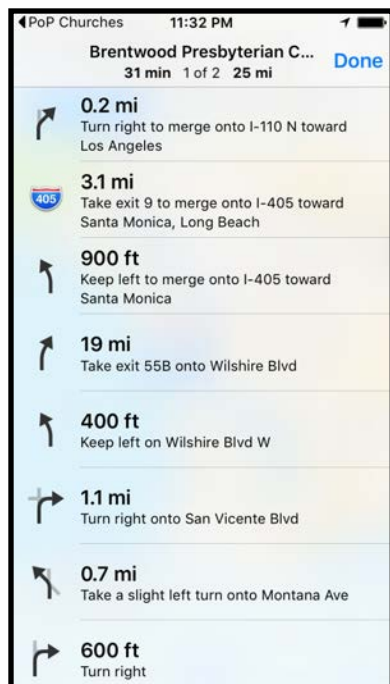 PoP Churches 11:32 PM
Brentwood Presbyterian C...
31 min 1 of 2 25 mi
Done
0.2 mi
Turn right to merge onto I-110 N toward
Los Angeles
405
3.1 mi
Take exit 9 to merge onto I-405 toward
Santa Monica, Long Beach
900 ft
Keep left to merge onto I-405 toward
Santa Monica
19 mi
Take exit 55B onto Wilshire Blvd
400 ft
Keep left on Wilshire Blvd W
1.1 mi
Turn right onto San Vicente Blvd
0.7 mi
Take a slight left turn onto Montana Ave
600 ft
Turn right